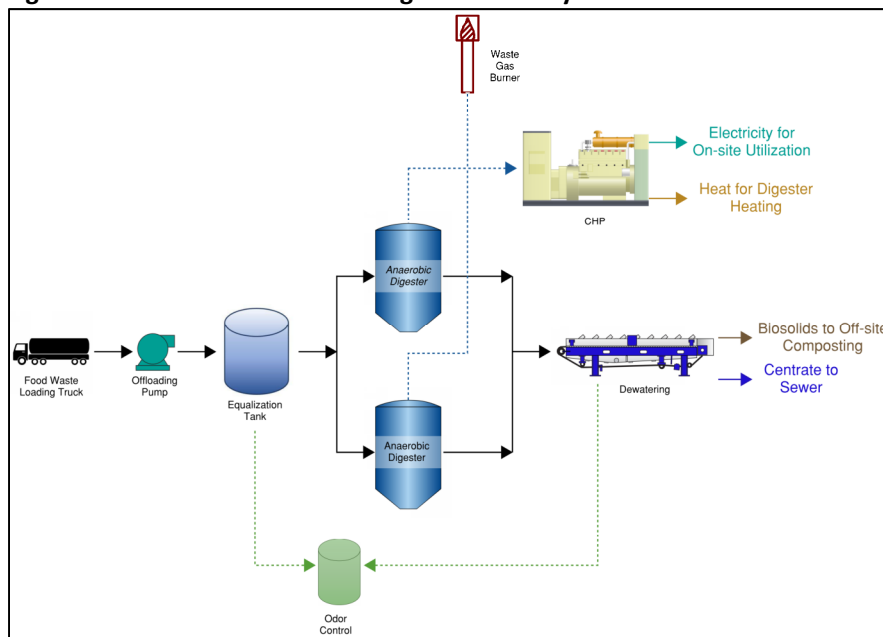 Waste
Gas
Burner
Electricity for
On-site Utilization
Heat for Digester
Heating
CHP
Anaerobic
Digester
Food Waste
Loading Truck
Offloading
Pump
Equalization
Tank
Biosolids to Off-site
Composting
Dewatering
Centrate to
Sewer
Anaerobic
Digester
Odor
Control